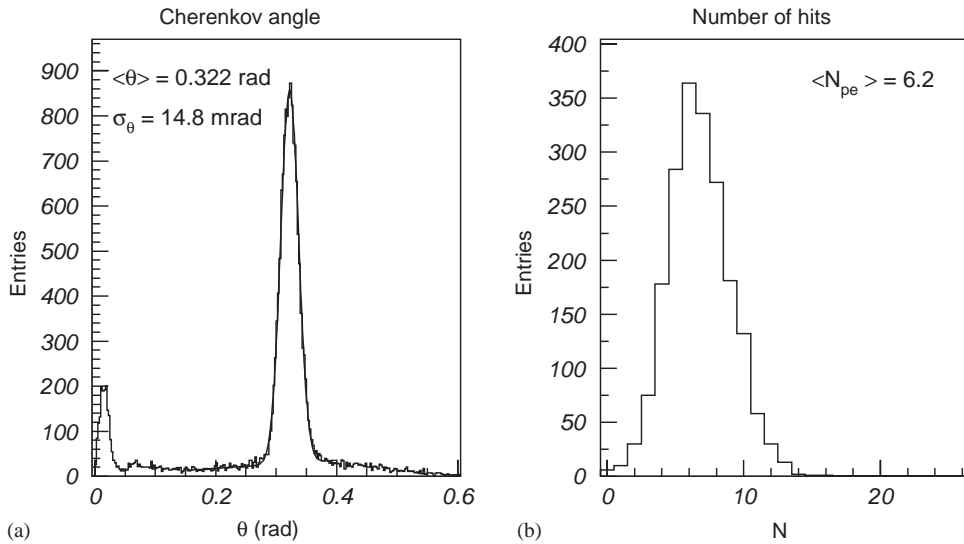 Cherenkov angle
<θ> = 0.322 rad
σθ = 14.8 mrad
Entries
900
800
700
600
500
400
300
200
100
0
0 0.2 0.4 0.6
θ (rad)
(a)
Number of hits
<Npe> = 6.2
Entries
400
350
300
250
200
150
100
50
0
0 10 20
N
(b)